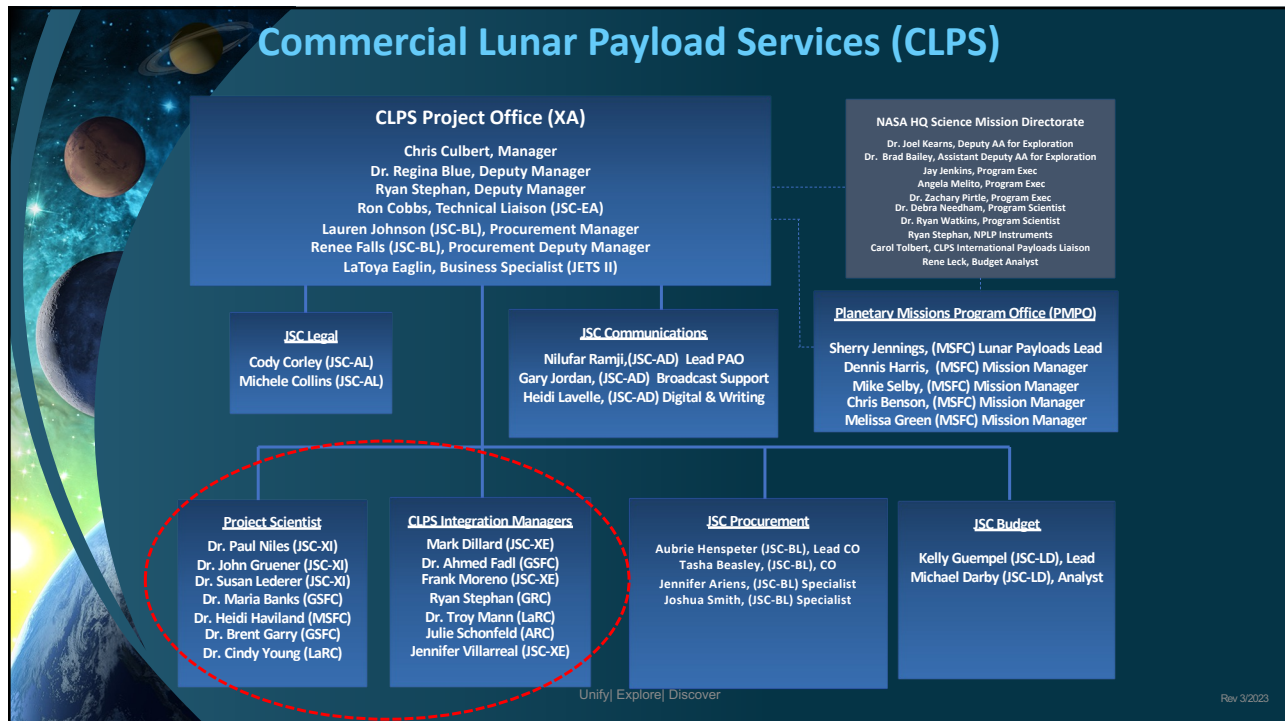 Commercial Lunar Payload Services (CLPS)
CLPS Project Office (XA)
Chris Culbert, Manager
Dr. Regina Blue, Deputy Manager
Ryan Stephan, Deputy Manager
Ron Cobbs, Technical Liaison (JSC-EA)
Lauren Johnson (JSC-BL), Procurement Manager
Renee Falls (JSC-BL), Procurement Deputy Manager
LaToya Eaglin, Business Specialist (JETS II)
NASA HQ Science Mission Directorate
Dr. Joel Kearns, Deputy AA for Exploration
Dr. Brad Bailey, Assistant Deputy AA for Exploration
Jay Jenkins, Program Exec
Angela Melito, Program Exec
Dr. Zachary Pirtle, Program Exec
Dr. Debra Needham, Program Scientist
Dr. Ryan Watkins, Program Scientist
Ryan Stephan, NPLP Instruments
Carol Tolbert, CLPS International Payloads Liaison
Rene Leck, Budget Analyst
JSC Legal
Cody Corley (JSC-AL)
Michele Collins (JSC-AL)
JSC Communications
Nilufar Ramji,(JSC-AD) Lead PAO
Gary Jordan, (JSC-AD) Broadcast Support
Heidi Lavelle, (JSC-AD) Digital & Writing
Planetary Missions Program Office (PMPO)
Sherry Jennings, (MSFC) Lunar Payloads Lead
Dennis Harris, (MSFC) Mission Manager
Mike Selby, (MSFC) Mission Manager
Chris Benson, (MSFC) Mission Manager
Melissa Green (MSFC) Mission Manager
Project Scientist
Dr. Paul Niles (JSC-XI)
Dr. John Gruener (JSC-XI)
Dr. Susan Lederer (JSC-XI)
Dr. Maria Banks (GSFC)
Dr. Heidi Haviland (MSFC)
Dr. Brent Garry (GSFC)
Dr. Cindy Young (LaRC)
CLPS Integration Managers
Mark Dillard (JSC-XE)
Dr. Ahmed Fadl (GSFC)
Frank Moreno (JSC-XE)
Ryan Stephan (GRC)
Dr. Troy Mann (LaRC)
Julie Schonfeld (ARC)
Jennifer Villarreal (JSC-XE)
JSC Procurement
Aubrie Henspeter (JSC-BL), Lead CO
Tasha Beasley, (JSC-BL), CO
Jennifer Ariens, (JSC-BL) Specialist
Joshua Smith, (JSC-BL) Specialist
JSC Budget
Kelly Guempel (JSC-LD), Lead
Michael Darby (JSC-LD), Analyst
Unify| Explore| Discover
Rev 3/2023